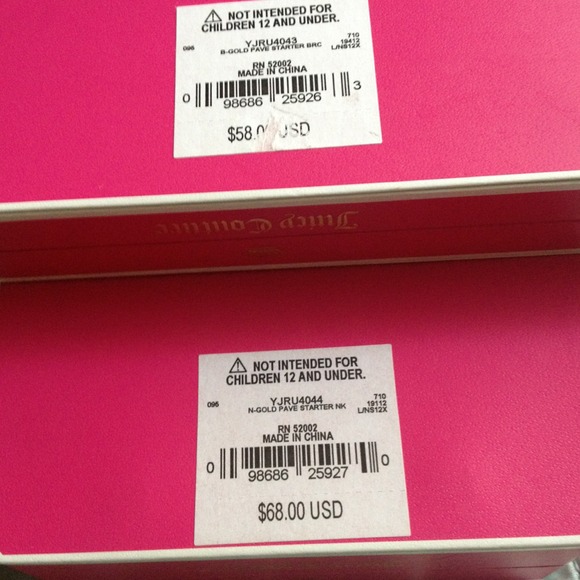 ⚠ NOT INTENDED FOR
CHILDREN 12 AND UNDER.
YJRU4043 710
096 B-GOLD PAVE STARTER BRC 19412
L/NS12X
RN 52002
MADE IN CHINA
0 98686 25926 3
$58.0 USD
Juicy Couture
⚠ NOT INTENDED FOR
CHILDREN 12 AND UNDER.
YJRU4044 710
096 N-GOLD PAVE STARTER NK 19112
L/NS12X
RN 52002
MADE IN CHINA
0 98686 25927 0
$68.00 USD